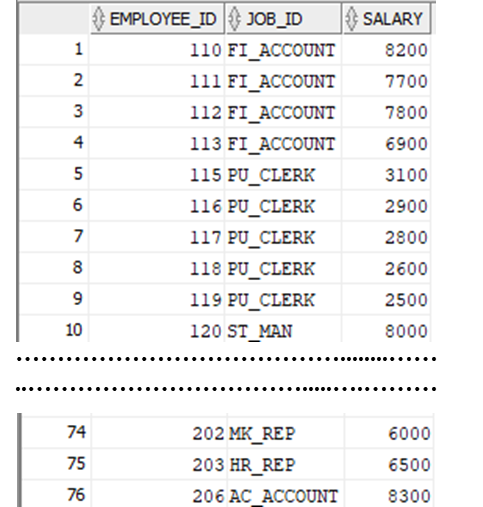 EMPLOYEE_ID JOB_ID SALARY
1 110 FI_ACCOUNT 8200
2 111 FI_ACCOUNT 7700
3 112 FI_ACCOUNT 7800
4 113 FI_ACCOUNT 6900
5 115 PU_CLERK 3100
6 116 PU_CLERK 2900
7 117 PU_CLERK 2800
8 118 PU_CLERK 2600
9 119 PU_CLERK 2500
10 120 ST_MAN 8000
74 202 MK_REP 6000
75 203 HR_REP 6500
76 206 AC_ACCOUNT 8300